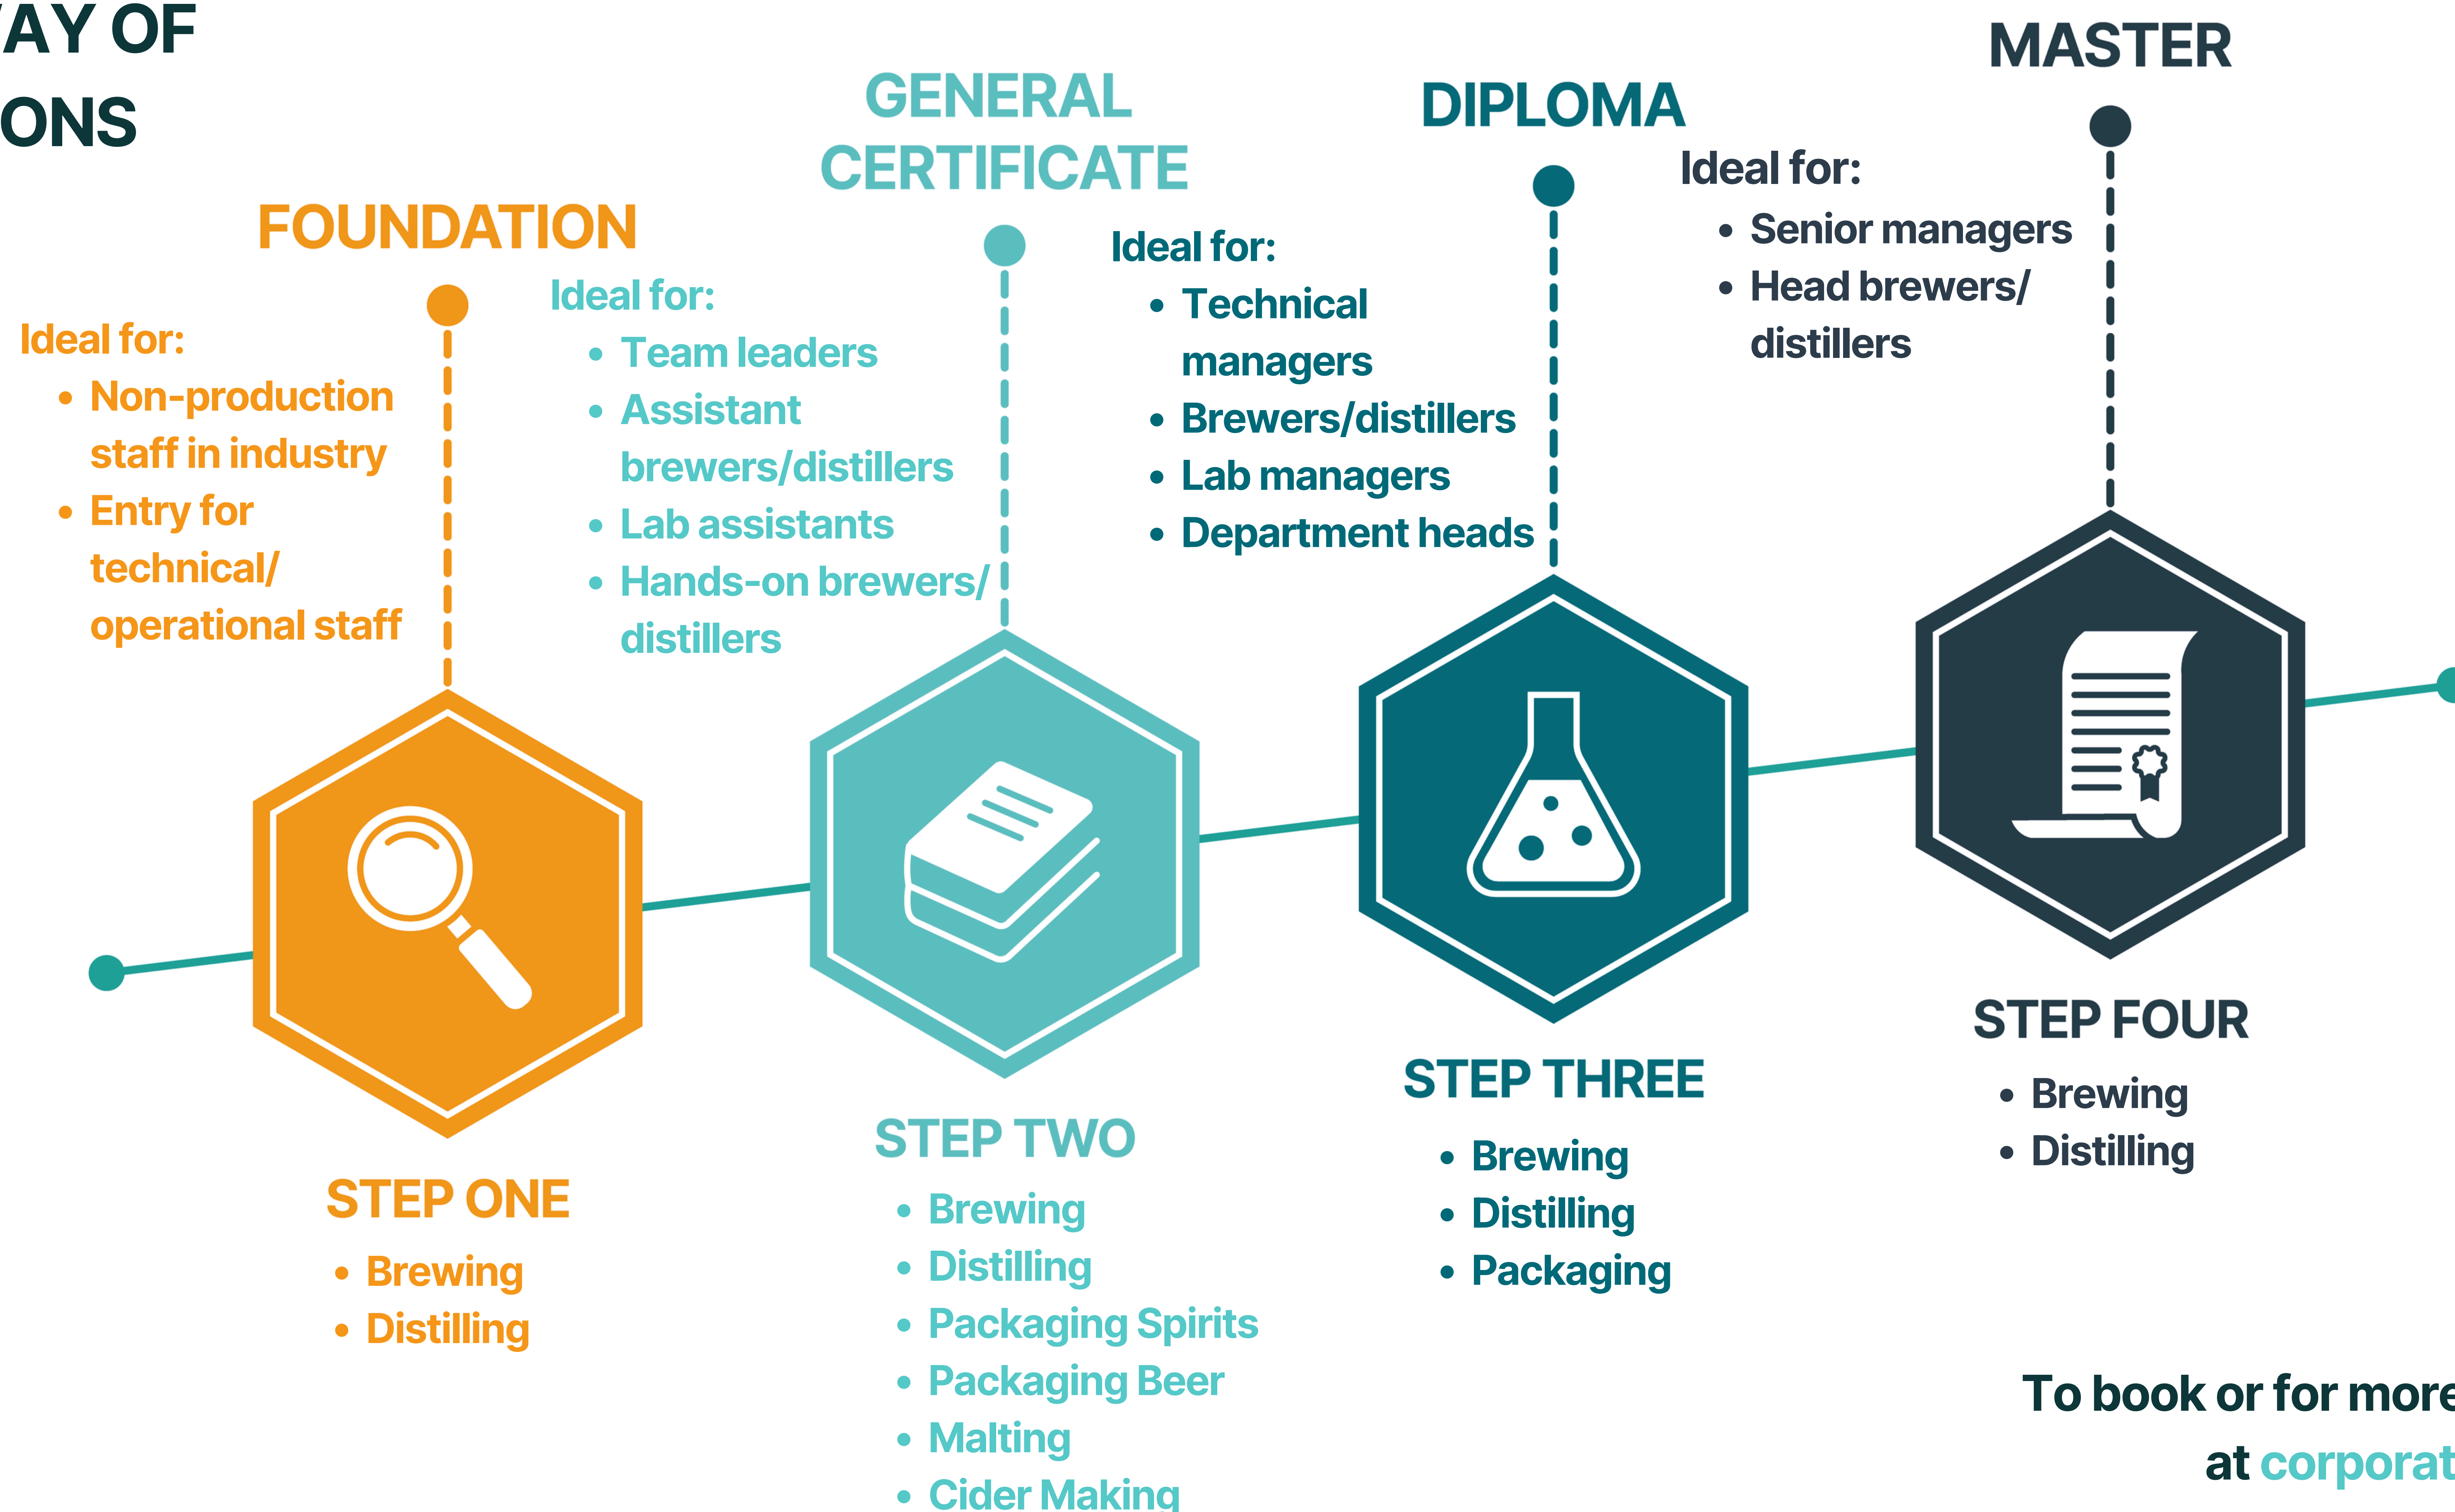 AY OF
ONS
FOUNDATION
Ideal for:
• Non-production
staff in industry
• Entry for
technical/
operational staff
STEP ONE
• Brewing
• Distilling
GENERAL
CERTIFICATE
Ideal for:
• Team leaders
• Assistant
brewers/distillers
• Lab assistants
• Hands-on brewers/
distillers
STEP TWO
• Brewing
• Distilling
• Packaging Spirits
• Packaging Beer
• Malting
• Cider Making
DIPLOMA
Ideal for:
• Technical
managers
• Brewers/distillers
• Lab managers
• Department heads
STEP THREE
• Brewing
• Distilling
• Packaging
MASTER
Ideal for:
• Senior managers
• Head brewers/
distillers
STEP FOUR
• Brewing
• Distilling
To book or for more
at corporat